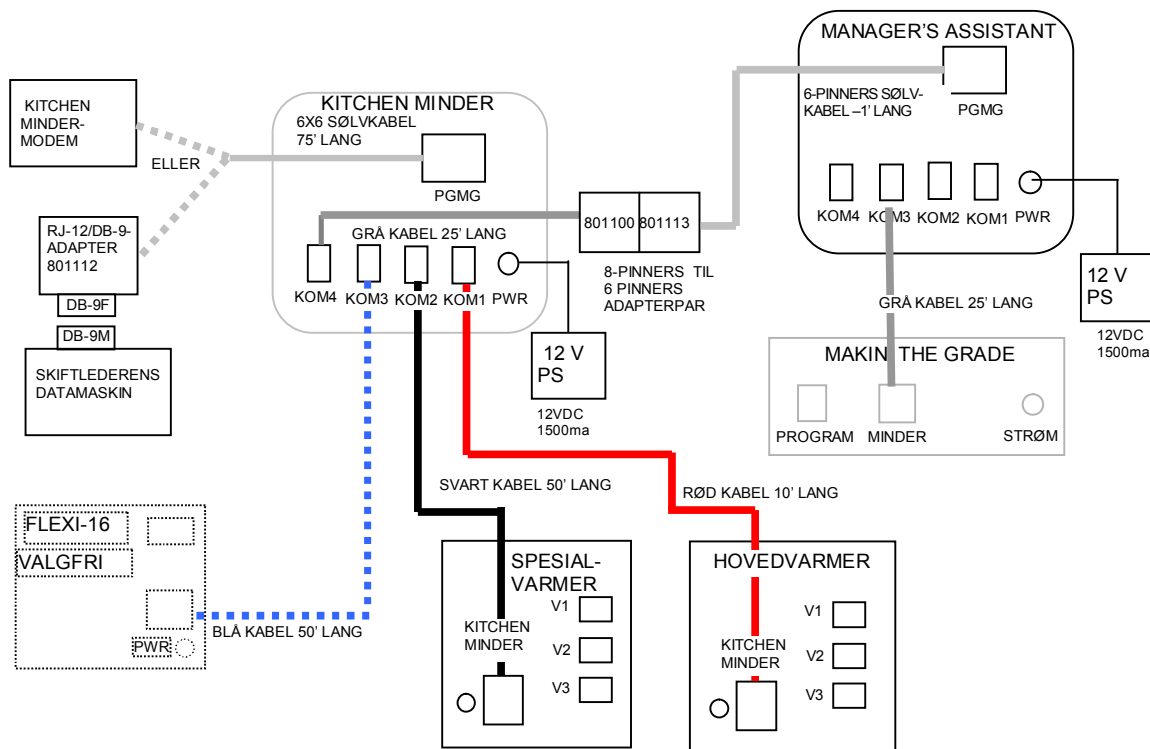 MANAGER'S ASSISTANT
6-PINNERS SØLV-
KABEL –1' LANG
PGMG
KOM4
KOM3
KOM2
KOM1
PWR
12 V
PS
12VDC
1500ma
KITCHEN
MINDER-
MODEM
ELLER
RJ-12/DB-9-
ADAPTER
801112
DB-9F
DB-9M
SKIFTLEDERENS
DATAMASKIN
KITCHEN MINDER
6X6 SØLVKABEL
75' LANG
PGMG
GRÅ KABEL 25' LANG
KOM4
KOM3
KOM2
KOM1
PWR
12 V
PS
12VDC
1500ma
801100
801113
8-PINNERS TIL
6 PINNERS
ADAPTERPAR
GRÅ KABEL 25' LANG
MAKIN' THE GRADE
PROGRAM
MINDER
STRØM
SVART KABEL 50' LANG
RØD KABEL 10' LANG
FLEXI-16
VALGFRI
PWR
BLÅ KABEL 50' LANG
SPESIAL-
VARMER
V1
KITCHEN
MINDER
V2
V3
HOVEDVARMER
V1
KITCHEN
MINDER
V2
V3